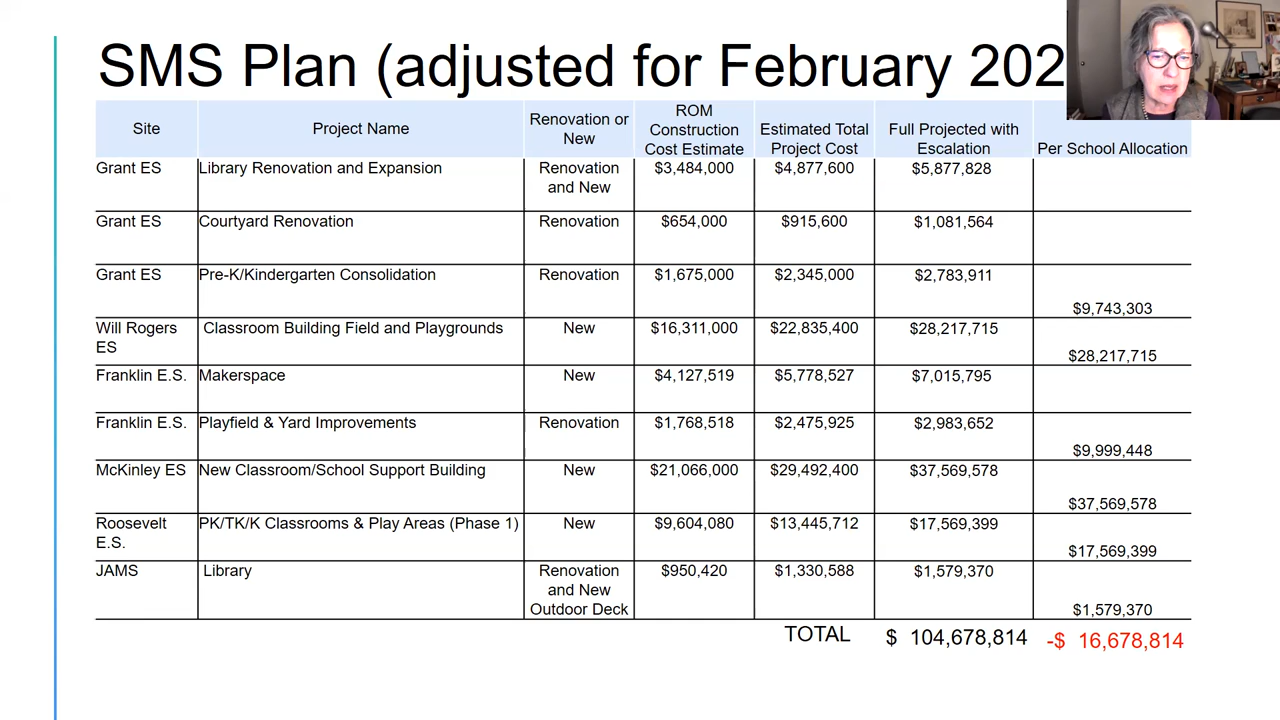 SMS Plan (adjusted for February 202
Site Project Name Renovation or New ROM Construction Cost Estimate Estimated Total Project Cost Full Projected with Escalation Per School Allocation
Grant ES Library Renovation and Expansion Renovation and New $3,484,000 $4,877,600 $5,877,828
Grant ES Courtyard Renovation Renovation $654,000 $915,600 $1,081,564
Grant ES Pre-K/Kindergarten Consolidation Renovation $1,675,000 $2,345,000 $2,783,911 $9,743,303
Will Rogers ES Classroom Building Field and Playgrounds New $16,311,000 $22,835,400 $28,217,715 $28,217,715
Franklin E.S. Makerspace New $4,127,519 $5,778,527 $7,015,795
Franklin E.S. Playfield & Yard Improvements Renovation $1,768,518 $2,475,925 $2,983,652 $9,999,448
McKinley ES New Classroom/School Support Building New $21,066,000 $29,492,400 $37,569,578 $37,569,578
Roosevelt E.S. PK/TK/K Classrooms & Play Areas (Phase 1) New $9,604,080 $13,445,712 $17,569,399 $17,569,399
JAMS Library Renovation and New Outdoor Deck $950,420 $1,330,588 $1,579,370 $1,579,370
TOTAL $ 104,678,814 -$ 16,678,814